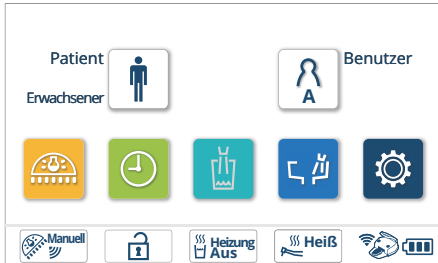 Patient
Benutzer
Erwachsener
A
Manuell
Heizung
Aus
Heiß